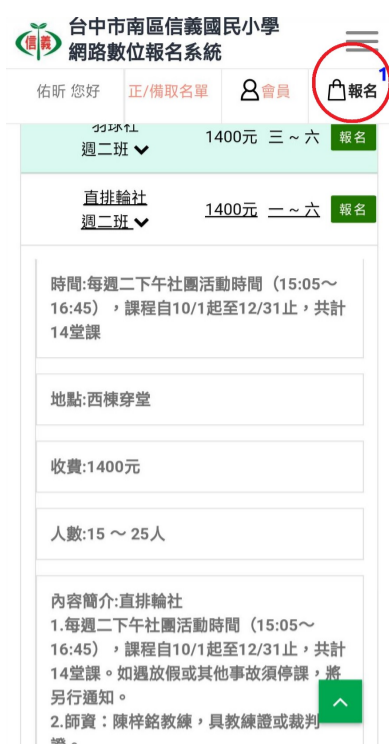 信義
台中市南區信義國民小學
網路數位報名系統
佑昕 您好 正/備取名單 會員 報名 1
羽球社
週二班 1400元 三～六 報名
直排輪社
週二班 1400元 一～六 報名
時間:每週二下午社團活動時間（15:05～
16:45），課程自10/1起至12/31止，共計
14堂課
地點:西棟穿堂
收費:1400元
人數:15 ～ 25人
內容簡介:直排輪社
1.每週二下午社團活動時間（15:05～
16:45），課程自10/1起至12/31止，共計
14堂課。如遇放假或其他事故須停課，將
另行通知。
2.師資：陳梓銘教練，具教練證或裁判
證。